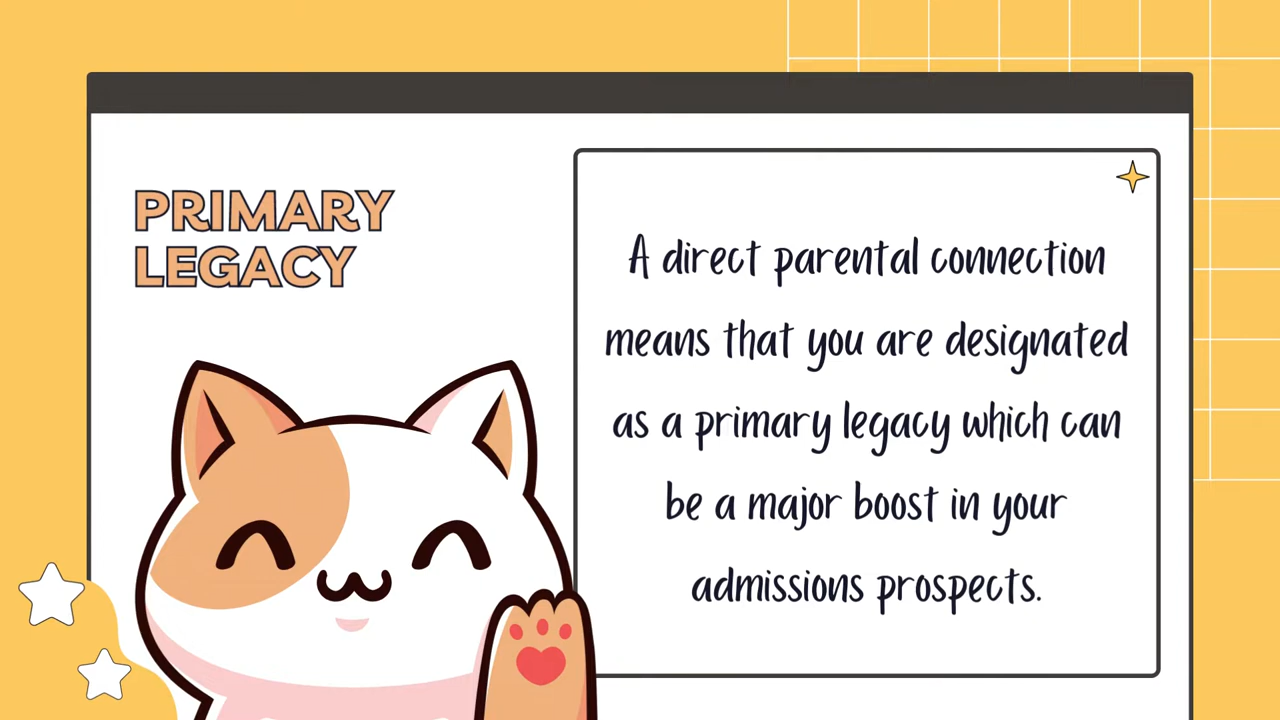 PRIMARY
LEGACY
A direct parental connection
means that you are designated
as a primary legacy which can
be a major boost in your
admissions prospects.